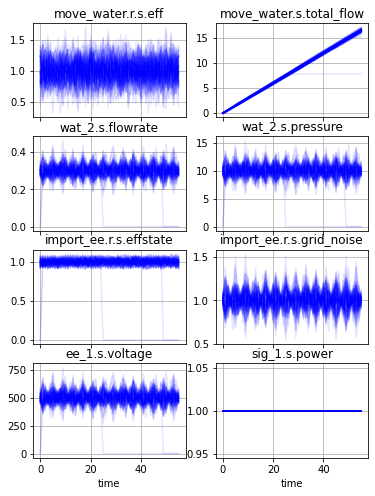 move_water.r.s.eff
move_water.s.total_flow
1.5
1.0
0.5
15
10
5
0
wat_2.s.flowrate
wat_2.s.pressure
0.4
0.2
0.0
15
10
5
0
import_ee.r.s.effstate
import_ee.r.s.grid_noise
1.0
0.5
0.0
1.5
1.0
0.5
ee_1.s.voltage
sig_1.s.power
750
500
250
0
1.05
1.00
0.95
0 20 40
0 20 40
time
time